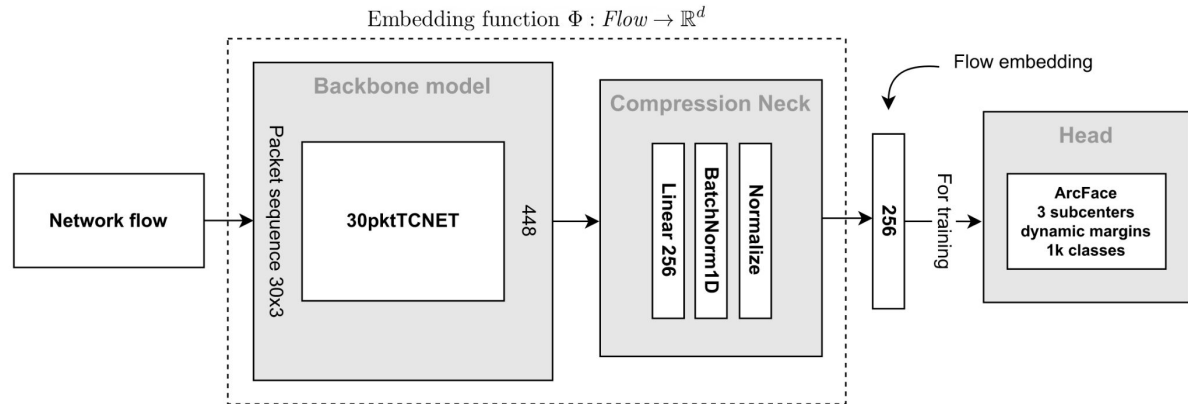 Embedding function Φ : Flow → ℝᵈ
Network flow
Backbone model
Packet sequence 30x3
30pktTCNET
448
Compression Neck
Linear 256
BatchNorm1D
Normalize
Flow embedding
256
For training
Head
ArcFace
3 subcenters
dynamic margins
1k classes